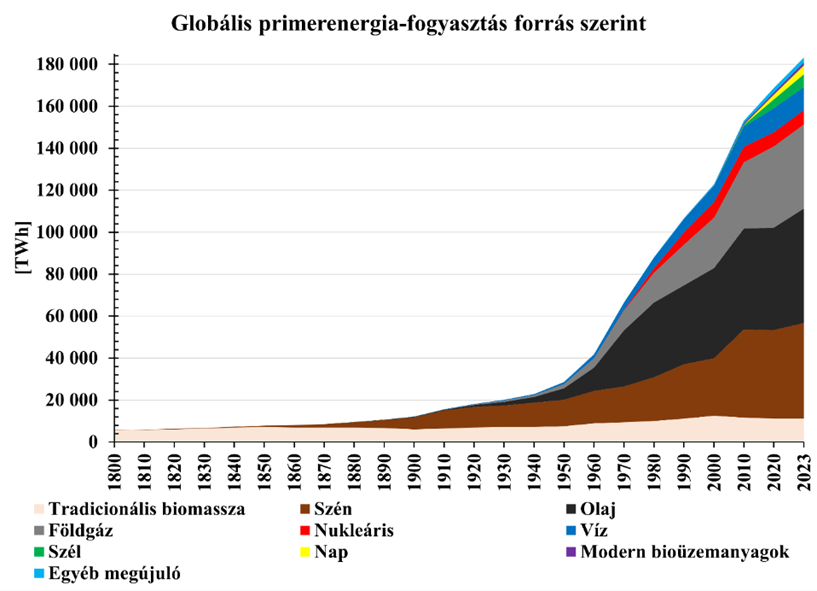 Globális primerenergia-fogyasztás forrás szerint
[TWh]
180 000
160 000
140 000
120 000
100 000
80 000
60 000
40 000
20 000
0
1800 1810 1820 1830 1840 1850 1860 1870 1880 1890 1900 1910 1920 1930 1940 1950 1960 1970 1980 1990 2000 2010 2020 2023
Tradicionális biomassza Szén Olaj
Földgáz Nukleáris Víz
Szél Nap Modern bioüzemanyagok
Egyéb megújuló